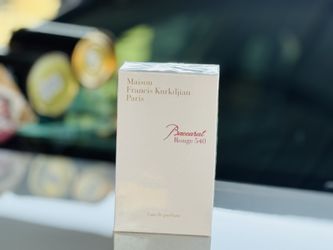 Maison
Francis Kurkdjian
Paris
Baccarat
Rouge 540
Eau de parfum